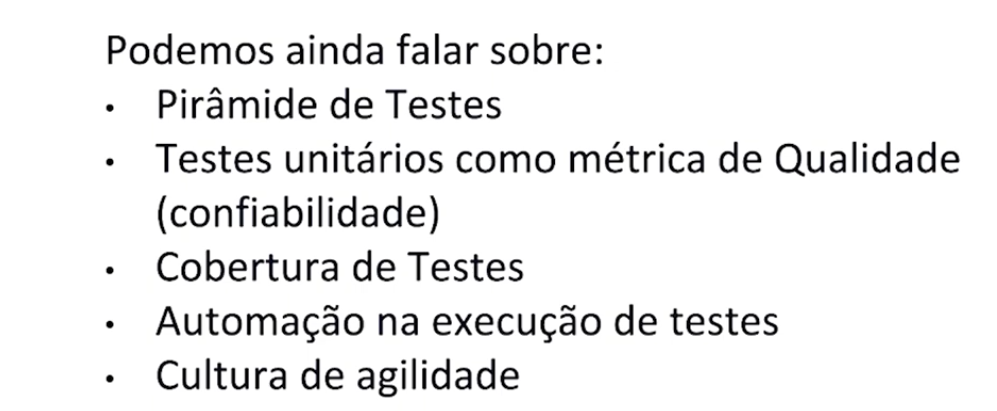 Podemos ainda falar sobre:
• Pirâmide de Testes
• Testes unitários como métrica de Qualidade
(confiabilidade)
• Cobertura de Testes
• Automação na execução de testes
• Cultura de agilidade